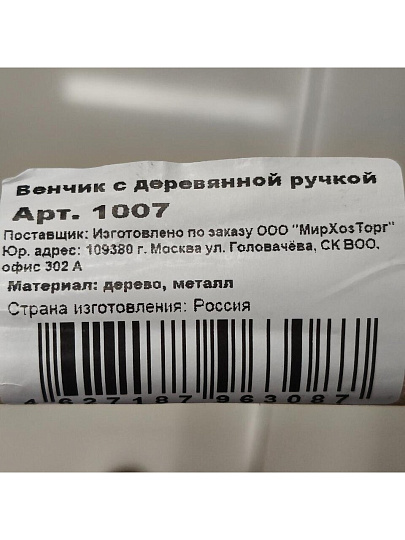 Венчик с деревянной ручкой
Арт. 1007
Поставщик: Изготовлено по заказу ООО "МирХозТорг"
Юр. адрес: 109380 г. Москва ул. Головачёва, СК ВОО,
офис 302 А
Материал: дерево, металл
Страна изготовления: Россия
4 627187 963087